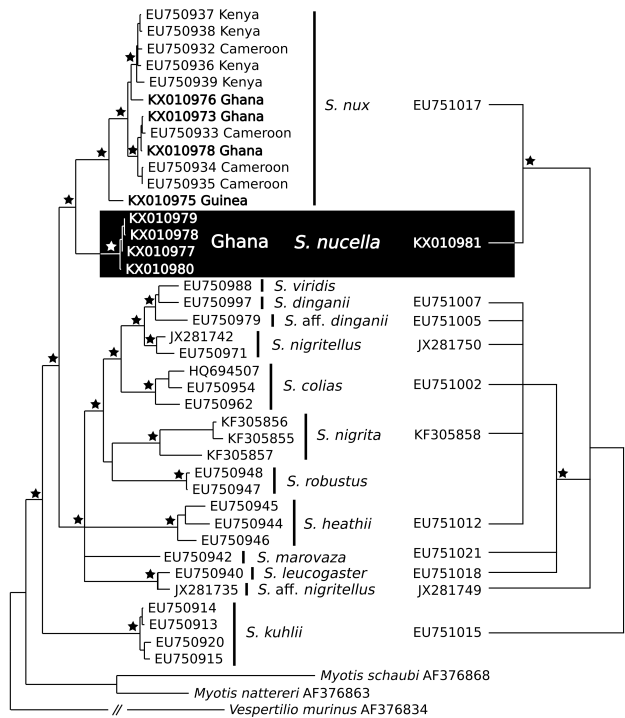 EU750937 Kenya
EU750938 Kenya
EU750932 Cameroon
EU750936 Kenya
EU750939 Kenya
KX010976 Ghana
KX010973 Ghana
S. nux
EU751017
EU750933 Cameroon
KX010978 Ghana
EU750934 Cameroon
EU750935 Cameroon
KX010975 Guinea
KX010979
KX010978
KX010977
KX010980
Ghana S. nucella KX010981
EU750988 S. viridis
EU750997 S. dinganii EU751007
EU750979 S. aff. dinganii EU751005
JX281742
EU750971
S. nigritellus JX281750
HQ694507
EU750954
EU750962
S. colias EU751002
KF305856
KF305855
KF305857
S. nigrita KF305858
EU750948
EU750947
S. robustus
EU750945
EU750944
EU750946
S. heathii EU751012
EU750942 S. marovaza EU751021
EU750940 S. leucogaster EU751018
JX281735 S. aff. nigritellus JX281749
EU750914
EU750913
EU750920
EU750915
S. kuhlii EU751015
Myotis schaubi AF376868
Myotis nattereri AF376863
// Vespertilio murinus AF376834